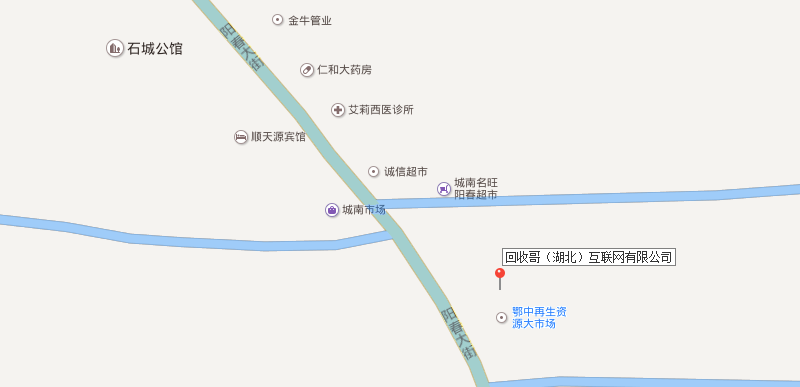 金牛管业
阳春大街
石城公馆
仁和大药房
艾莉西医诊所
顺天源宾馆
诚信超市
城南名旺
阳春超市
城南市场
回收哥（湖北）互联网有限公司
鄂中再生资
源大市场
阳春大街